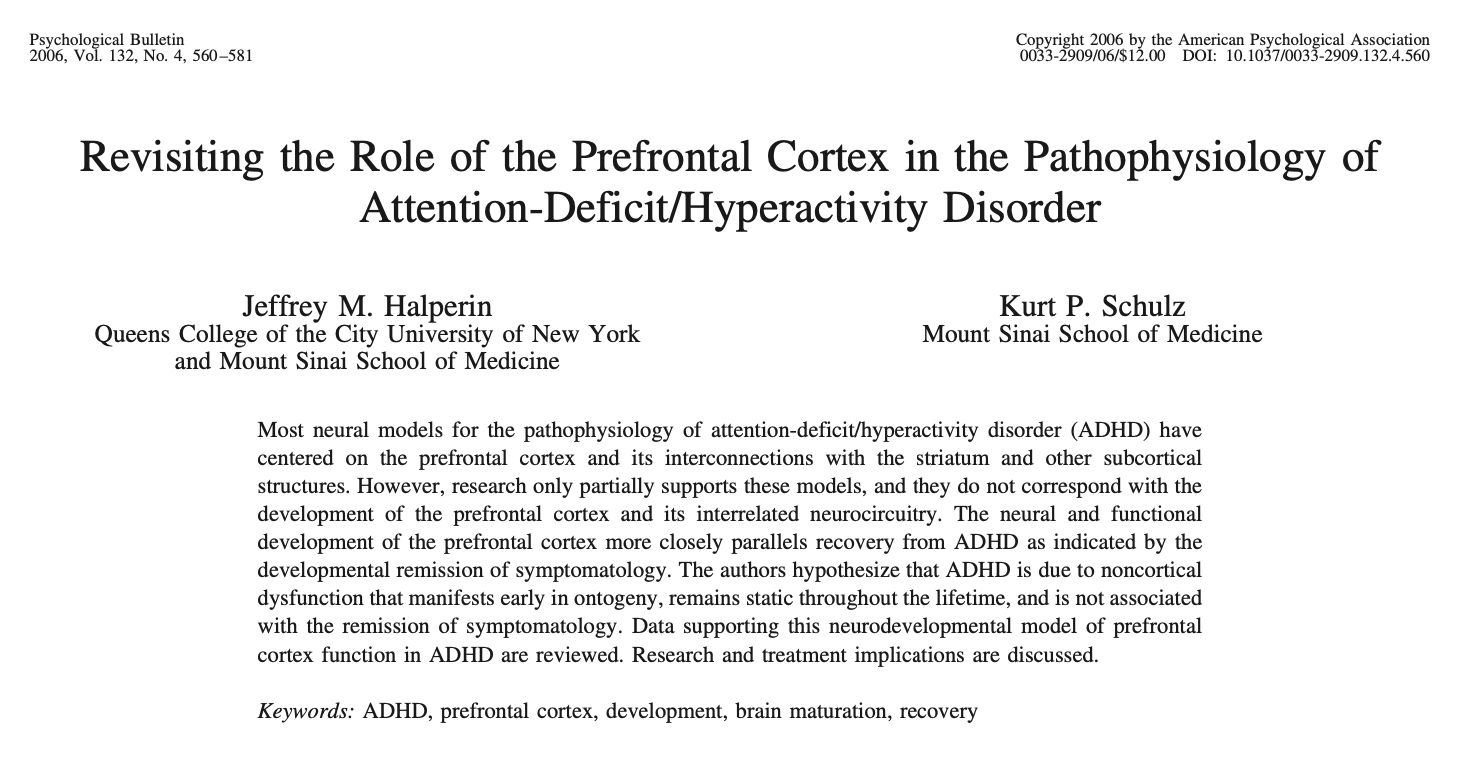 Psychological Bulletin
2006, Vol. 132, No. 4, 560–581
Copyright 2006 by the American Psychological Association
0033-2909/06/$12.00 DOI: 10.1037/0033-2909.132.4.560
Revisiting the Role of the Prefrontal Cortex in the Pathophysiology of
Attention-Deficit/Hyperactivity Disorder
Jeffrey M. Halperin
Queens College of the City University of New York
and Mount Sinai School of Medicine
Kurt P. Schulz
Mount Sinai School of Medicine
Most neural models for the pathophysiology of attention-deficit/hyperactivity disorder (ADHD) have
centered on the prefrontal cortex and its interconnections with the striatum and other subcortical
structures. However, research only partially supports these models, and they do not correspond with the
development of the prefrontal cortex and its interrelated neurocircuitry. The neural and functional
development of the prefrontal cortex more closely parallels recovery from ADHD as indicated by the
developmental remission of symptomatology. The authors hypothesize that ADHD is due to noncortical
dysfunction that manifests early in ontogeny, remains static throughout the lifetime, and is not associated
with the remission of symptomatology. Data supporting this neurodevelopmental model of prefrontal
cortex function in ADHD are reviewed. Research and treatment implications are discussed.
Keywords: ADHD, prefrontal cortex, development, brain maturation, recovery